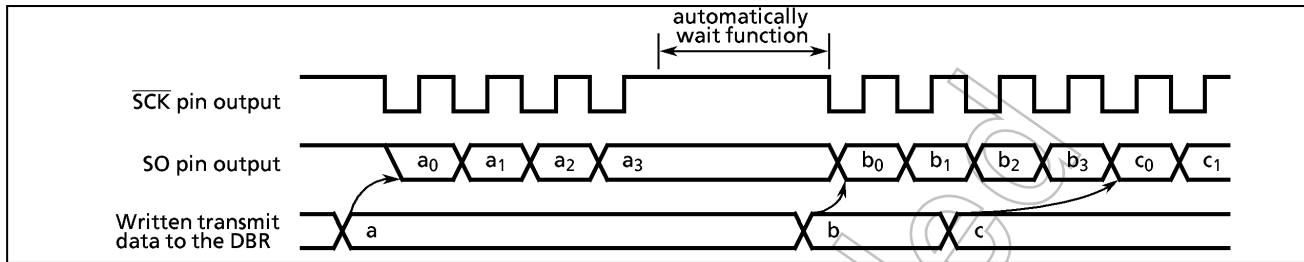 automatically
wait function
SCK pin output
SO pin output
a0 a1 a2 a3 b0 b1 b2 b3 c0 c1
Written transmit
data to the DBR
a b c